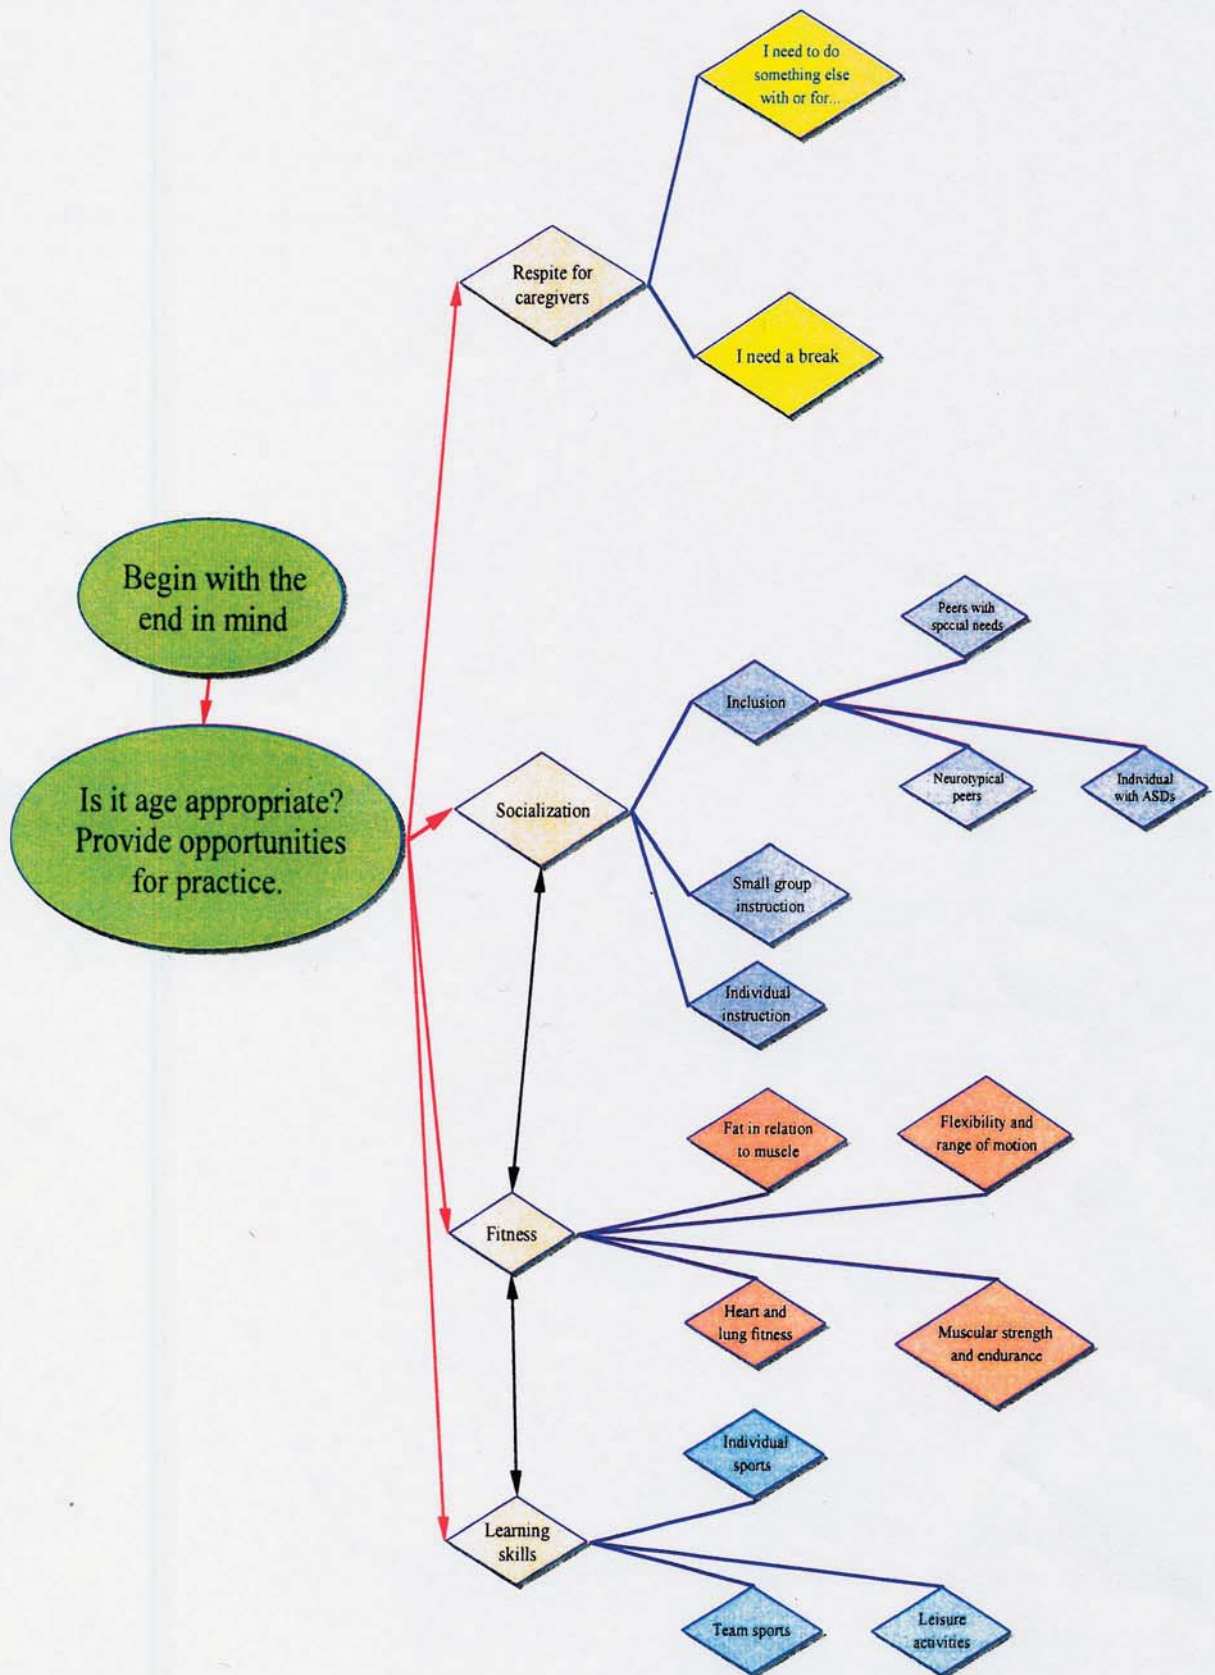 I need to do
something else
with or for...
Respite for
caregivers
I need a break
Begin with the
end in mind
Is it age appropriate?
Provide opportunities
for practice.
Peers with
special needs
Inclusion
Neurotypical
peers
Individual
with ASDs
Socialization
Small group
instruction
Individual
instruction
Fat in relation
to muscle
Flexibility and
range of motion
Fitness
Heart and
lung fitness
Muscular strength
and endurance
Individual
sports
Learning
skills
Team sports
Leisure
activities